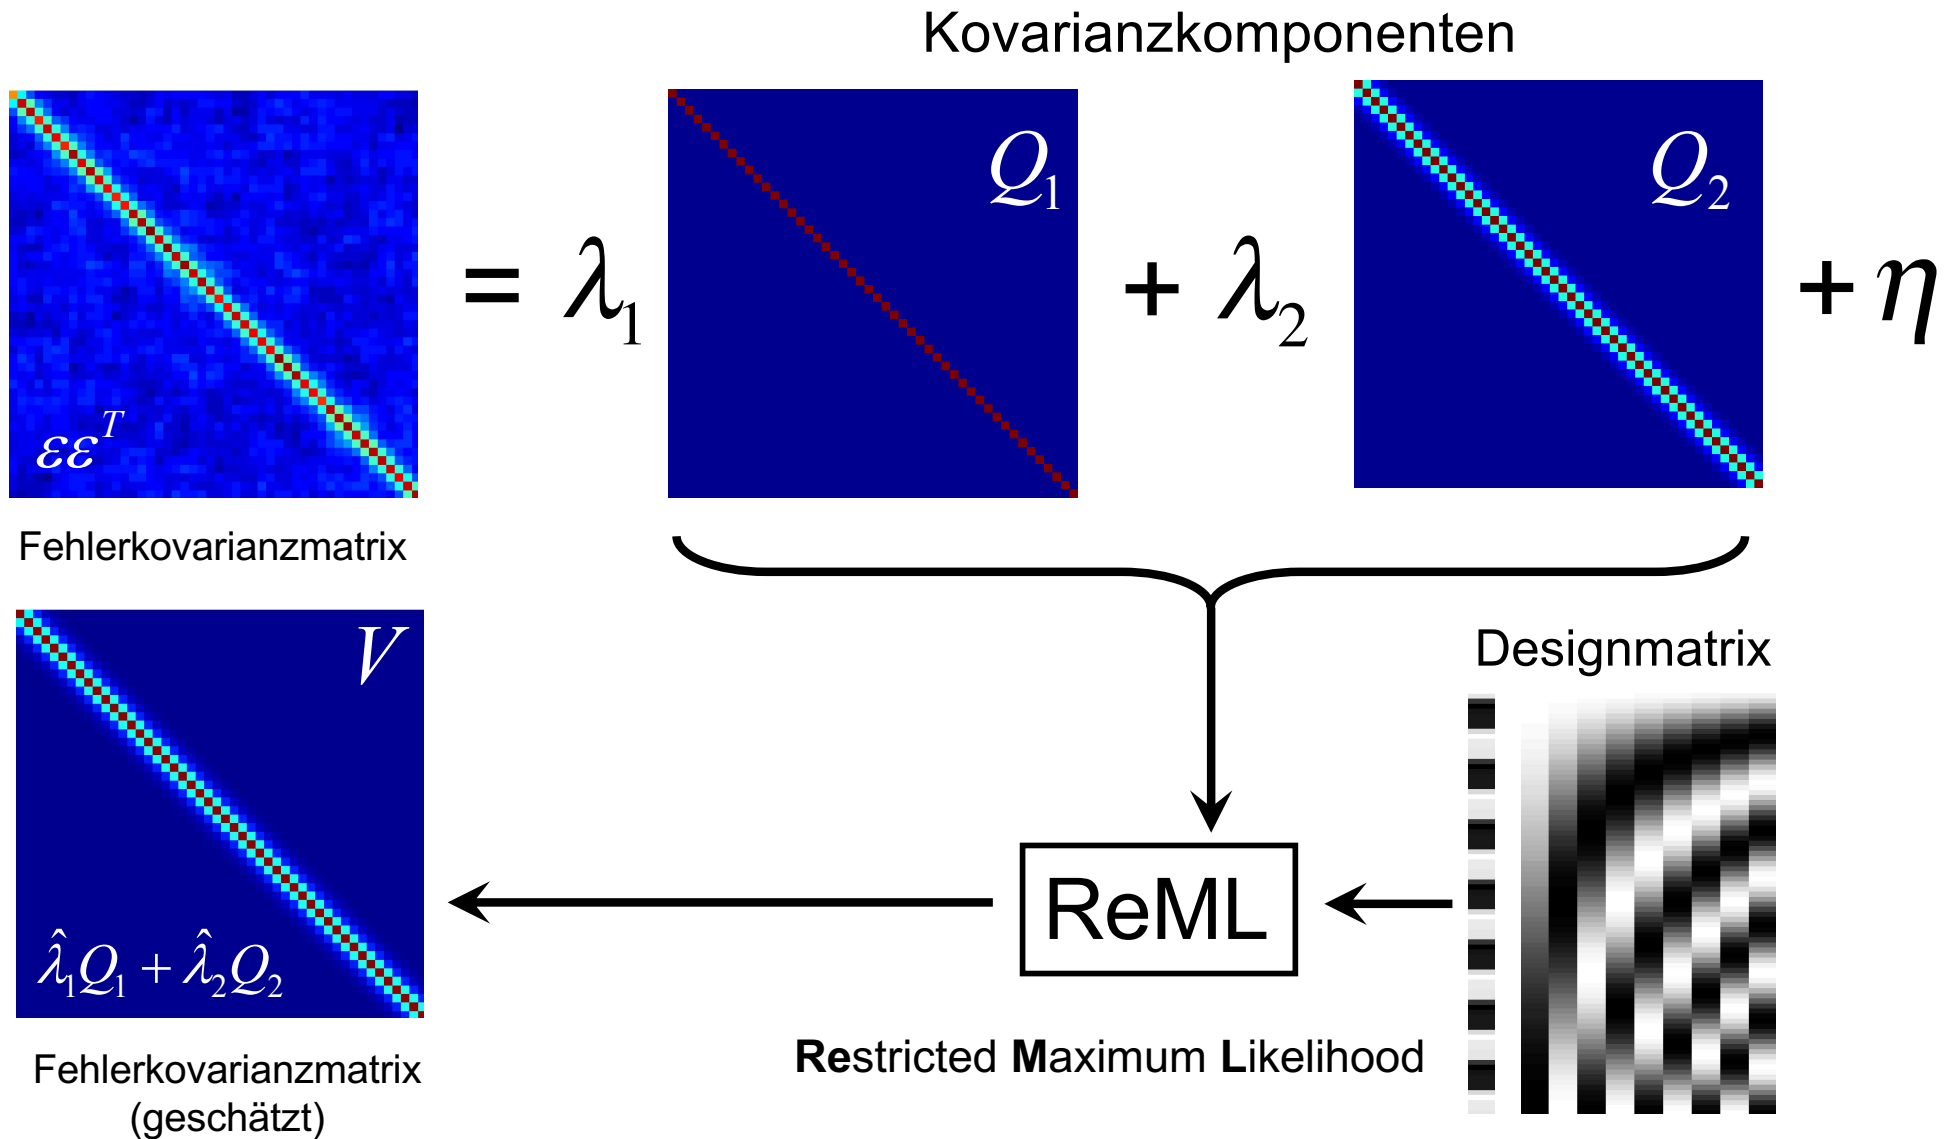 Kovarianzkomponenten
εε^T
= λ₁
Q₁
+ λ₂
Q₂
+ η
Fehlerkovarianzmatrix
V
λ̂₁Q₁ + λ̂₂Q₂
Fehlerkovarianzmatrix
(geschätzt)
ReML
Restricted Maximum Likelihood
Designmatrix